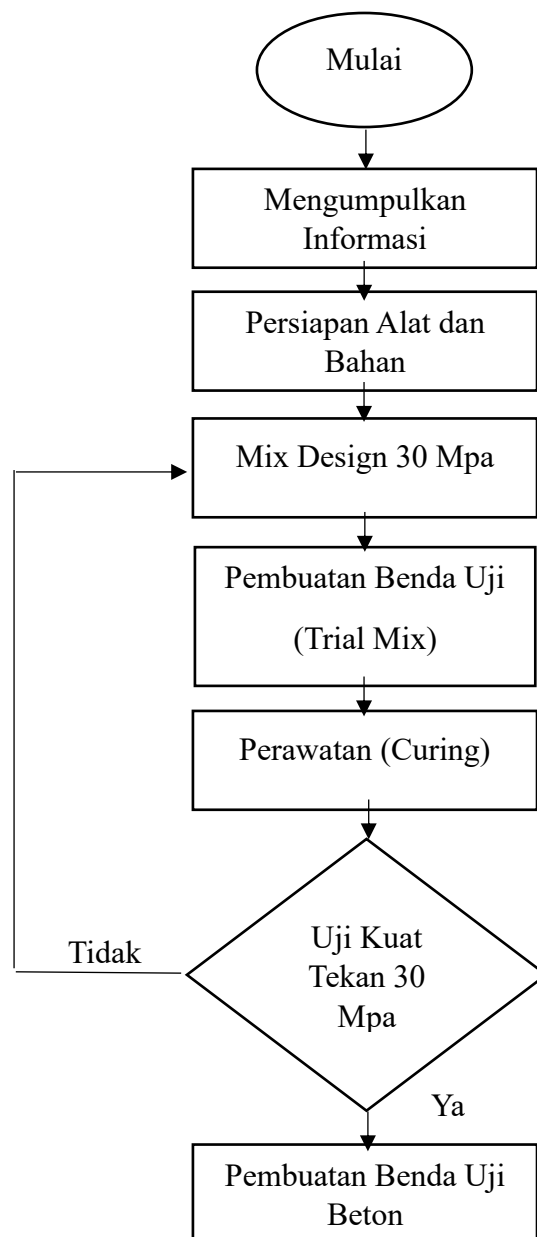 Mulai
Mengumpulkan
Informasi
Persiapan Alat dan
Bahan
Mix Design 30 Mpa
Pembuatan Benda Uji
(Trial Mix)
Perawatan (Curing)
Tidak
Uji Kuat
Tekan 30
Mpa
Ya
Pembuatan Benda Uji
Beton